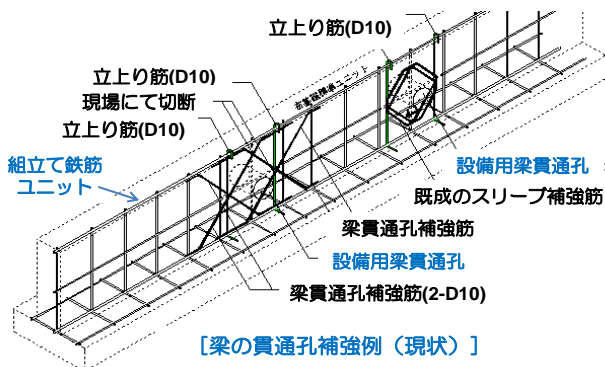 立上り筋(D10)
立上り筋(D10)
現場にて切断
立上り筋(D10)
組立て鉄筋
ユニット
設備用梁貫通孔
既成のスリーブ補強筋
梁貫通孔補強筋
設備用梁貫通孔
梁貫通孔補強筋(2-D10)
[梁の貫通孔補強例（現状）]